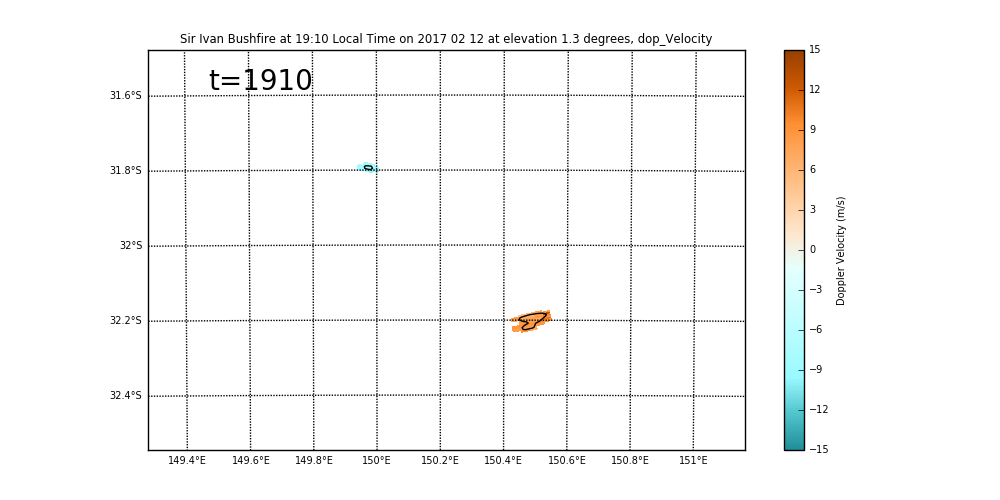 Sir Ivan Bushfire at 19:10 Local Time on 2017 02 12 at elevation 1.3 degrees, dop_Velocity
t=1910
31.6°S
31.8°S
32°S
32.2°S
32.4°S
149.4°E 149.6°E 149.8°E 150°E 150.2°E 150.4°E 150.6°E 150.8°E 151°E
15
12
9
6
3
0
−3
−6
−9
−12
−15
Doppler Velocity (m/s)